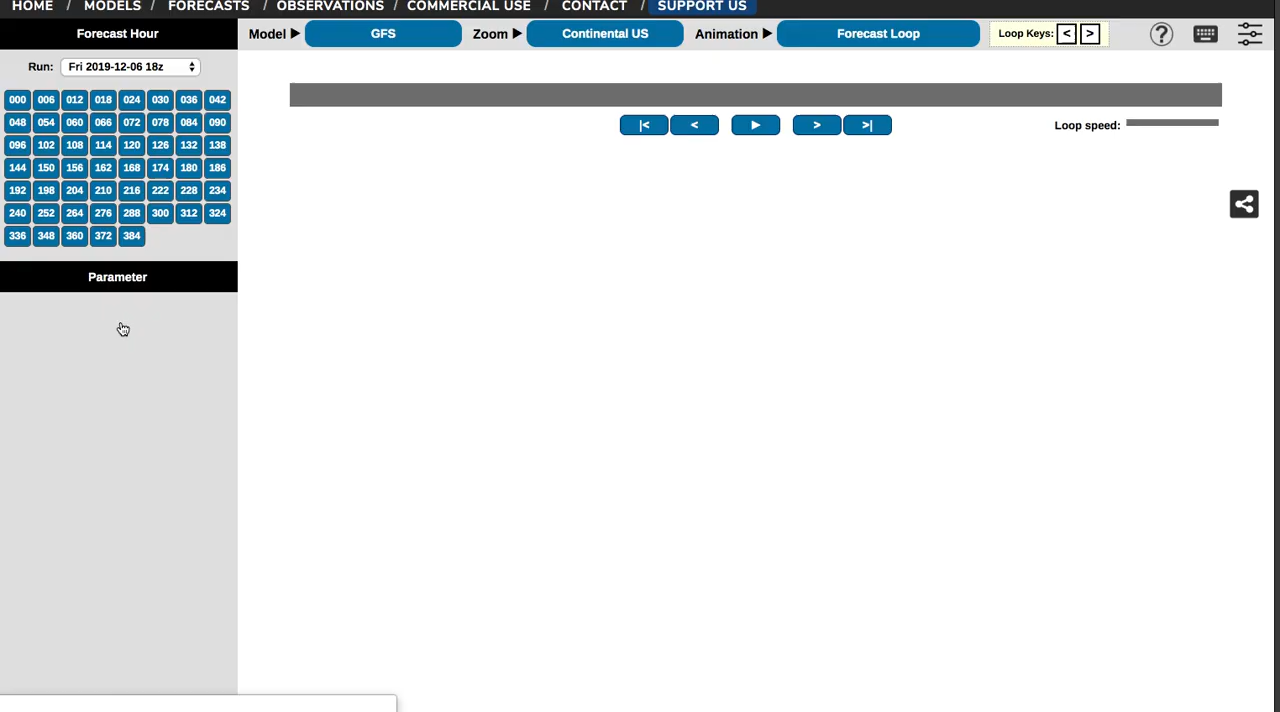 HOME / MODELS / FORECASTS / OBSERVATIONS / COMMERCIAL USE / CONTACT / SUPPORT US
Forecast Hour
Model ▶ GFS Zoom ▶ Continental US Animation ▶ Forecast Loop Loop Keys: < >
Run: Fri 2019-12-06 18z
000 006 012 018 024 030 036 042
048 054 060 066 072 078 084 090
096 102 108 114 120 126 132 138
144 150 156 162 168 174 180 186
192 198 204 210 216 222 228 234
240 252 264 276 288 300 312 324
336 348 360 372 384
|< < ▶ > >| Loop speed:
Parameter